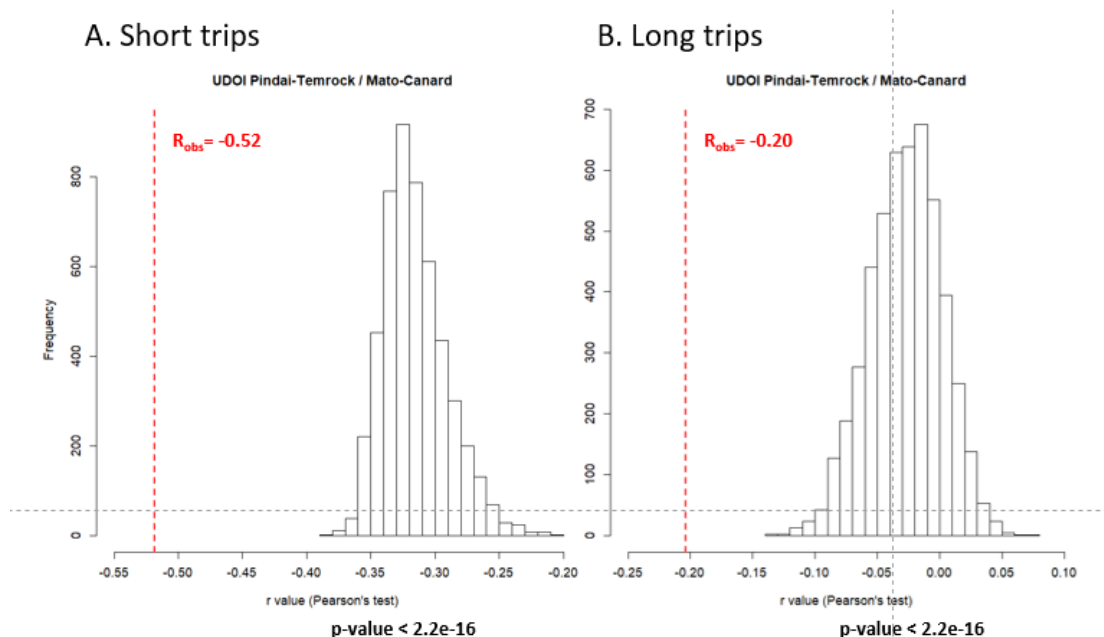 A. Short trips
UDOI Pindai-Temrock / Mato-Canard
Robs= -0.52
Frequency
800
600
400
200
0
-0.55 -0.50 -0.45 -0.40 -0.35 -0.30 -0.25 -0.20
r value (Pearson's test)
p-value < 2.2e-16
B. Long trips
UDOI Pindai-Temrock / Mato-Canard
Robs= -0.20
700
600
500
400
300
200
100
0
-0.25 -0.20 -0.15 -0.10 -0.05 0.00 0.05 0.10
r value (Pearson's test)
p-value < 2.2e-16